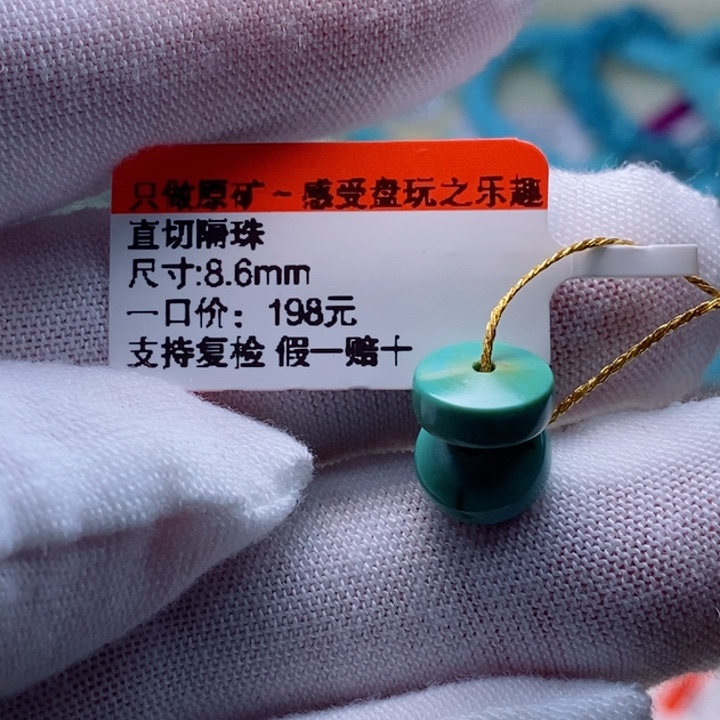 只做原矿~感受盘玩之乐趣
直切隔珠
尺寸:8.6mm
一口价：198元
支持复检 假一赔十